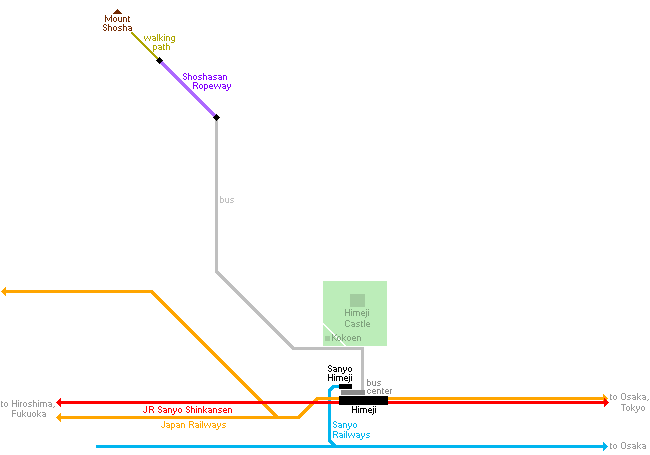 Mount
Shosha
walking
path
Shoshasan
Ropeway
bus
Himeji
Castle
Kokoen
Sanyo
Himeji
bus
center
to Hiroshima,
Fukuoka
JR Sanyo Shinkansen
Himeji
to Osaka,
Tokyo
Japan Railways
Sanyo
Railways
to Osaka